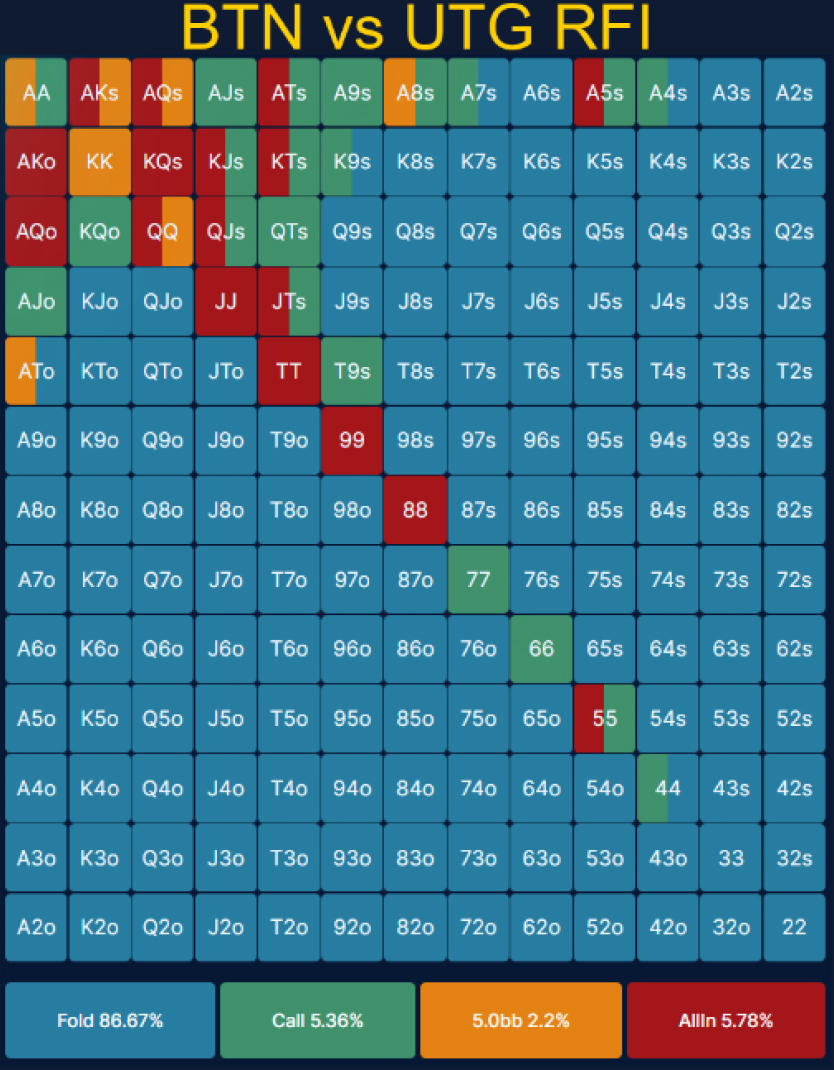 BTN vs UTG RFI
AA AKs AQs AJs ATs A9s A8s A7s A6s A5s A4s A3s A2s
AKo KK KQs KJs KTs K9s K8s K7s K6s K5s K4s K3s K2s
AQo KQo QQ QJs QTs Q9s Q8s Q7s Q6s Q5s Q4s Q3s Q2s
AJo KJo QJo JJ JTs J9s J8s J7s J6s J5s J4s J3s J2s
ATo KTo QTo JTo TT T9s T8s T7s T6s T5s T4s T3s T2s
A9o K9o Q9o J9o T9o 99 98s 97s 96s 95s 94s 93s 92s
A8o K8o Q8o J8o T8o 98o 88 87s 86s 85s 84s 83s 82s
A7o K7o Q7o J7o T7o 97o 87o 77 76s 75s 74s 73s 72s
A6o K6o Q6o J6o T6o 96o 86o 76o 66 65s 64s 63s 62s
A5o K5o Q5o J5o T5o 95o 85o 75o 65o 55 54s 53s 52s
A4o K4o Q4o J4o T4o 94o 84o 74o 64o 54o 44 43s 42s
A3o K3o Q3o J3o T3o 93o 83o 73o 63o 53o 43o 33 32s
A2o K2o Q2o J2o T2o 92o 82o 72o 62o 52o 42o 32o 22
Fold 86.67% Call 5.36% 5.0bb 2.2% AllIn 5.78%